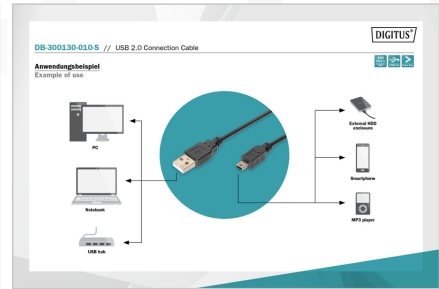 DIGITUS®
DB-300130-010-S // USB 2.0 Connection Cable
Anwendungsbeispiel
Example of use
PC
Notebook
USB hub
External HDD
enclosure
Smartphone
MP3 player